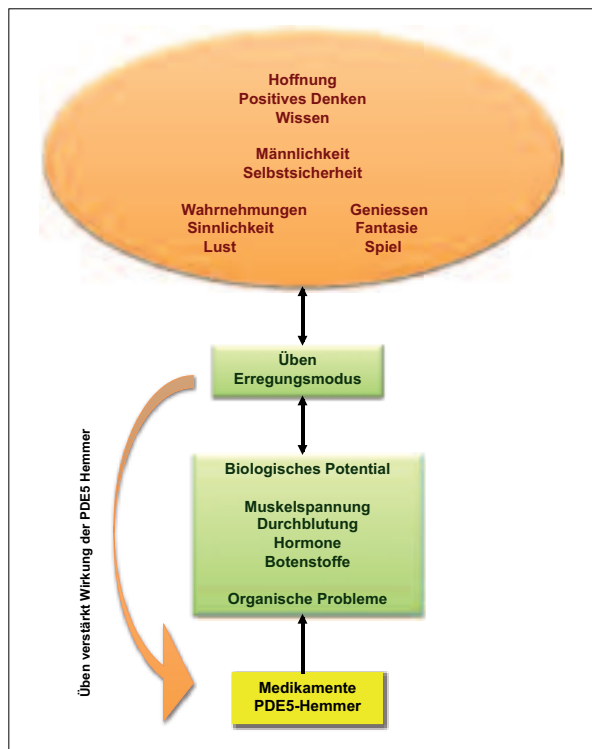 Hoffnung
Positives Denken
Wissen
Männlichkeit
Selbstsicherheit
Wahrnehmungen
Sinnlichkeit
Lust
Geniessen
Fantasie
Spiel
Üben
Erregungsmodus
Üben verstärkt Wirkung der PDE5 Hemmer
Biologisches Potential
Muskelspannung
Durchblutung
Hormone
Botenstoffe
Organische Probleme
Medikamente
PDE5-Hemmer